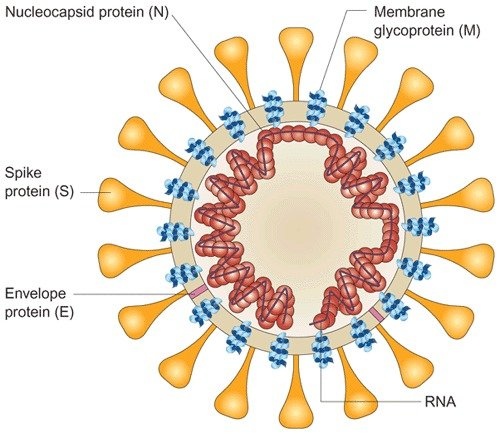 Nucleocapsid protein (N)
Membrane
glycoprotein (M)
Spike
protein (S)
Envelope
protein (E)
RNA